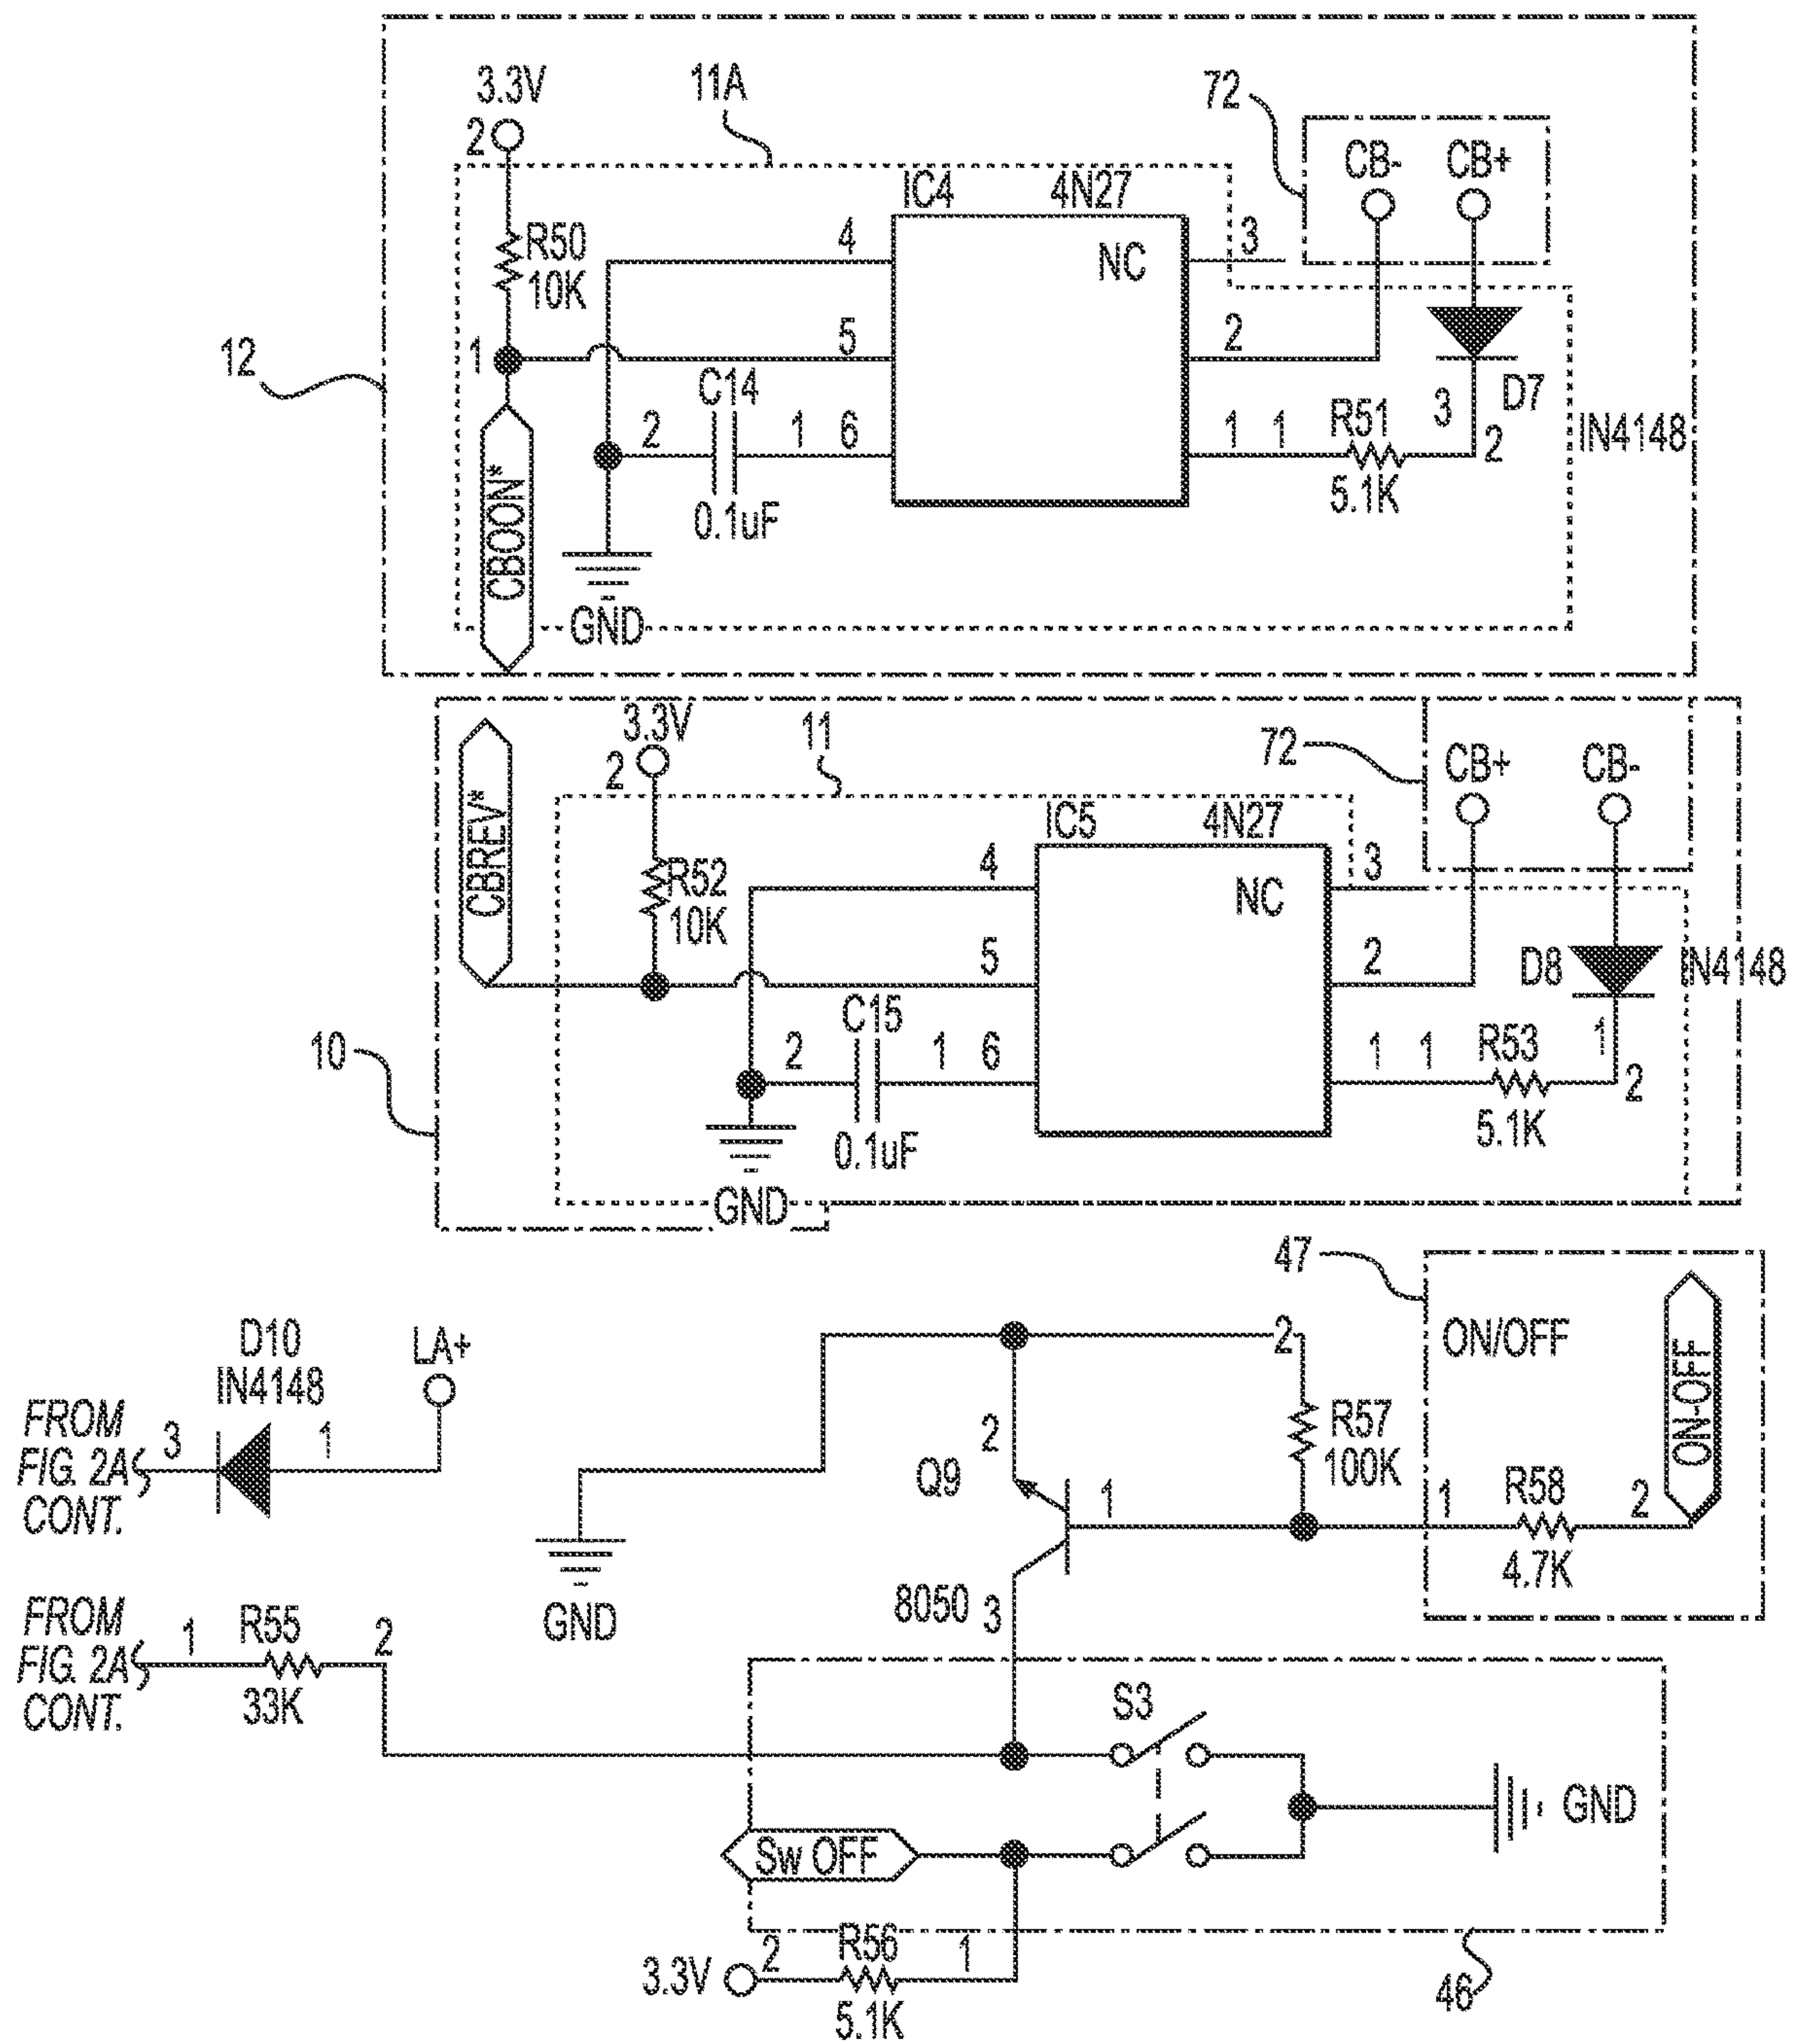 3.3V
2
11A
72
CB-
CB+
IC4
4N27
R50
10K
4
NC
3
12
1
5
2
C14
D7
IN4148
2
1
6
1
1
R51
3
2
0.1uF
5.1K
CBOON*
GND
3.3V
2
11
72
CB+
CB-
CBREV*
IC5
4N27
R52
10K
4
NC
3
5
2
D8
IN4148
10
C15
2
1
6
1
1
R53
1
2
0.1uF
5.1K
GND
47
D10
IN4148
LA+
2
ON/OFF
ON-OFF
FROM
FIG. 2A
CONT.
3
1
2
R57
100K
Q9
1
1
R58
2
4.7K
8050
3
GND
FROM
FIG. 2A
CONT.
1
R55
2
33K
S3
GND
Sw OFF
3.3V
2
R56
1
5.1K
46